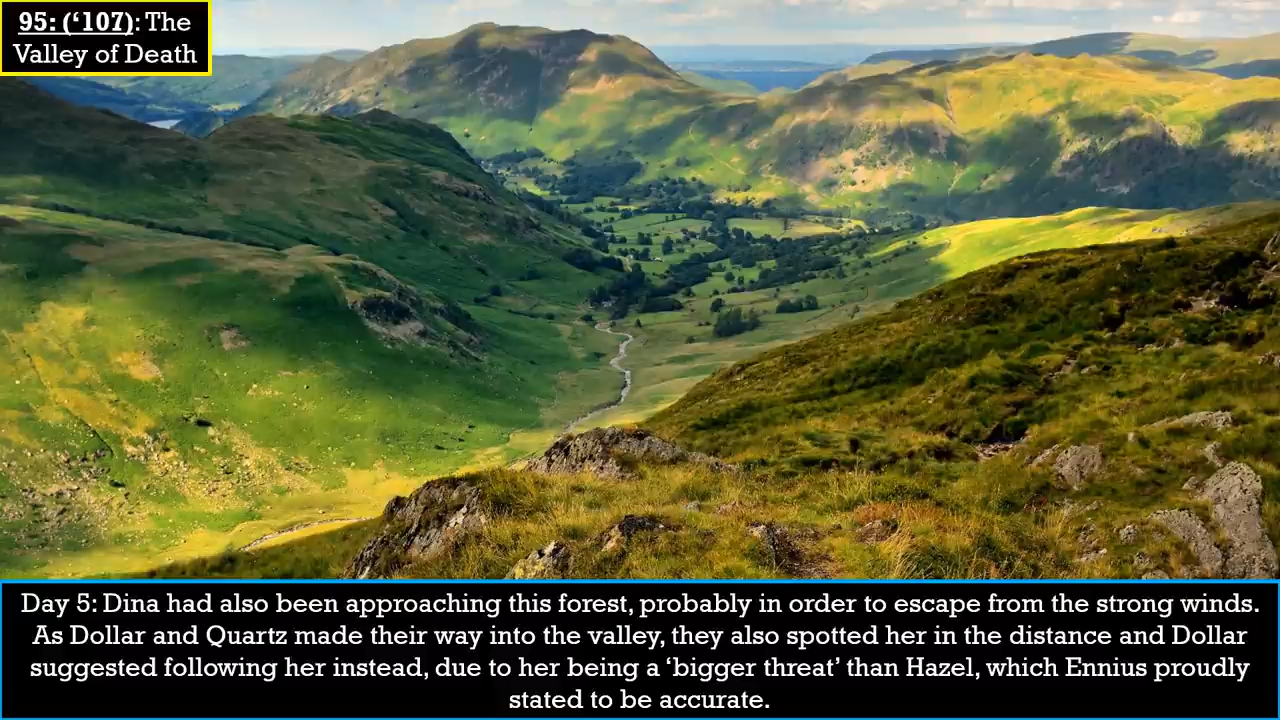 95: (‘107): The
Valley of Death
Day 5: Dina had also been approaching this forest, probably in order to escape from the strong winds.
As Dollar and Quartz made their way into the valley, they also spotted her in the distance and Dollar
suggested following her instead, due to her being a ‘bigger threat’ than Hazel, which Ennius proudly
stated to be accurate.